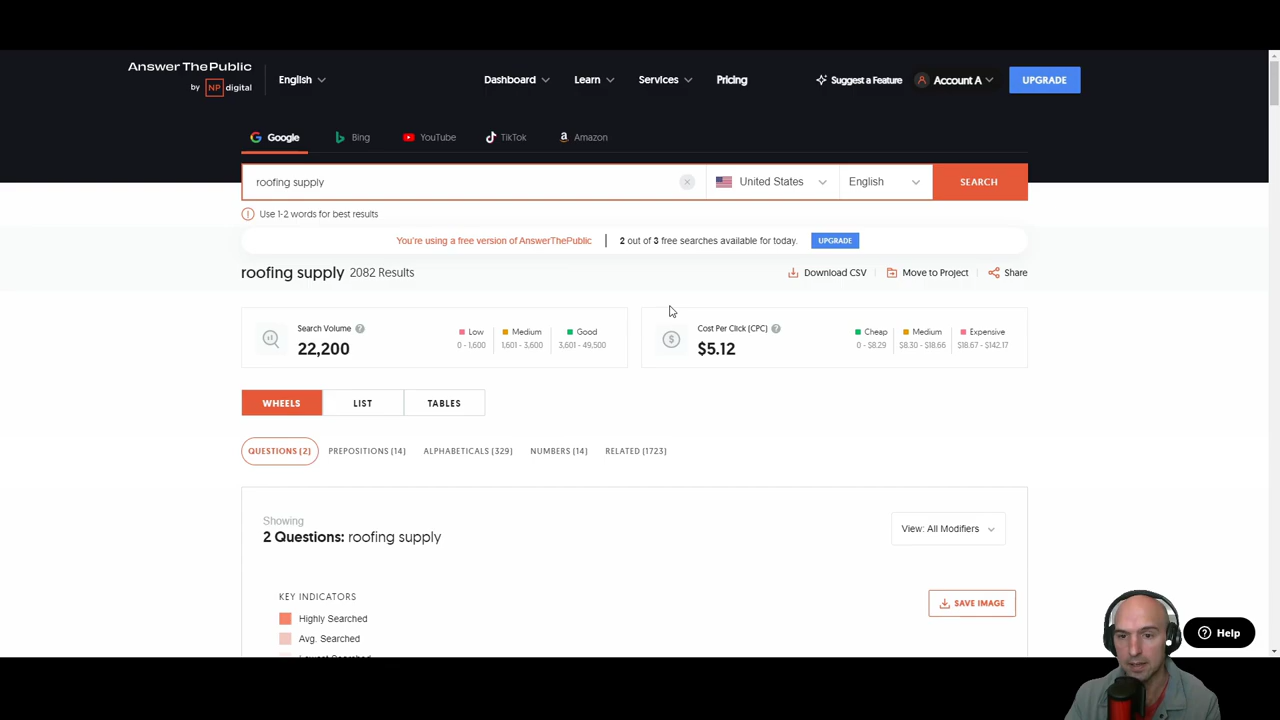 AnswerThePublic
by NP digital
English
Dashboard
Learn
Services
Pricing
Suggest a Feature
Account A
UPGRADE
Google
Bing
YouTube
TikTok
Amazon
roofing supply
United States
English
SEARCH
Use 1-2 words for best results
You're using a free version of AnswerThePublic
2 out of 3 free searches available for today.
UPGRADE
roofing supply 2082 Results
Download CSV
Move to Project
Share
Search Volume
22,200
Low
0 - 1,600
Medium
1,601 - 3,600
Good
3,601 - 49,500
Cost Per Click (CPC)
$5.12
Cheap
0 - $8.29
Medium
$8.30 - $18.66
Expensive
$18.67 - $142.17
WHEELS
LIST
TABLES
QUESTIONS (2)
PREPOSITIONS (14)
ALPHABETICALS (329)
NUMBERS (14)
RELATED (1723)
Showing
2 Questions: roofing supply
View: All Modifiers
KEY INDICATORS
SAVE IMAGE
Highly Searched
Avg. Searched
Help